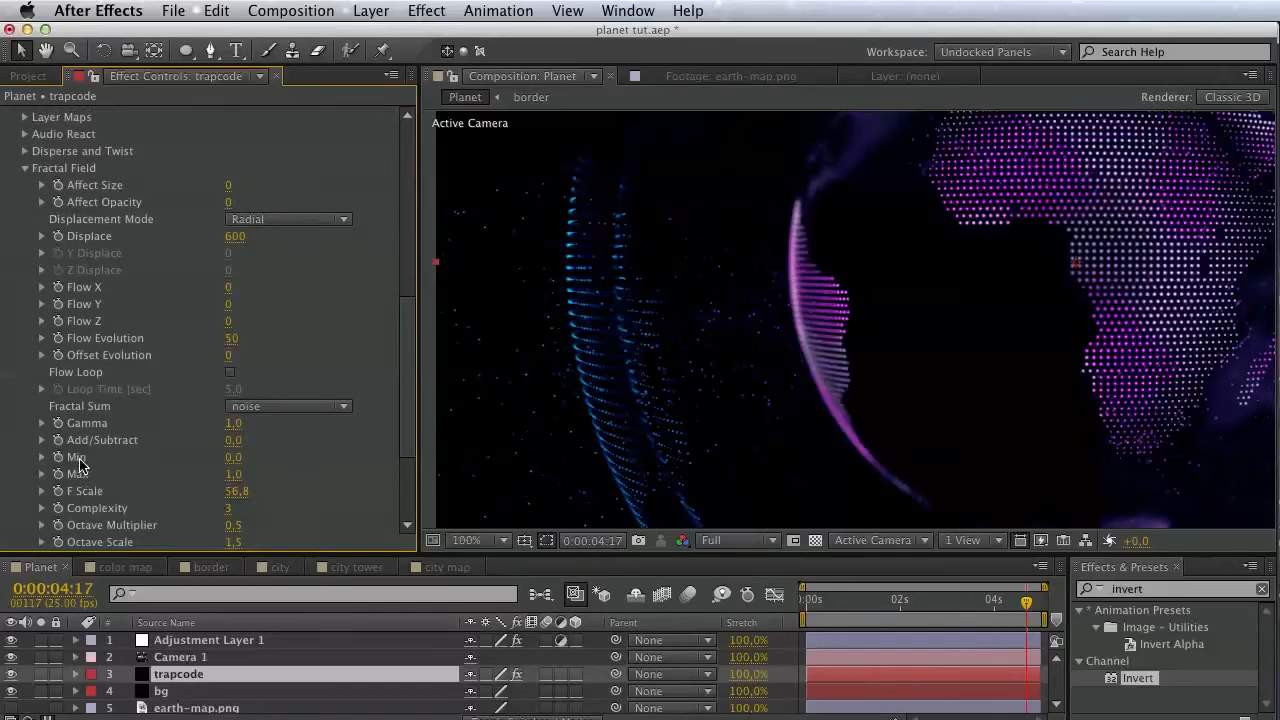 After Effects File Edit Composition Layer Effect Animation View Window Help
planet tut.aep *
Workspace: Undocked Panels Search Help
Project Effect Controls: trapcode × Composition: Planet × Footage: earth-map.png Layer: (none)
Planet • trapcode Planet border Renderer: Classic 3D
Active Camera
Layer Maps
Audio React
Disperse and Twist
Fractal Field
Affect Size 0
Affect Opacity 0
Displacement Mode Radial
Displace 600
Y Displace 0
Z Displace 0
Flow X 0
Flow Y 0
Flow Z 0
Flow Evolution 50
Offset Evolution 0
Flow Loop
Loop Time [sec] 5,0
Fractal Sum noise
Gamma 1,0
Add/Subtract 0,0
Min 0,0
Max 1,0
F Scale 56,8
Complexity 3
Octave Multiplier 0,5
Octave Scale 1,5
100% 0:00:04:17 Full Active Camera 1 View +0,0
Planet × color map border city city tower city map
0:00:04:17
00117 (25.00 fps)
:00s 02s 04s
# Source Name Parent Stretch
1 Adjustment Layer 1 None 100,0%
2 Camera 1 None 100,0%
3 trapcode None 100,0%
4 bg None 100,0%
5 earth-map.png None 100,0%
Effects & Presets ×
invert
* Animation Presets
Image - Utilities
Invert Alpha
Channel
Invert